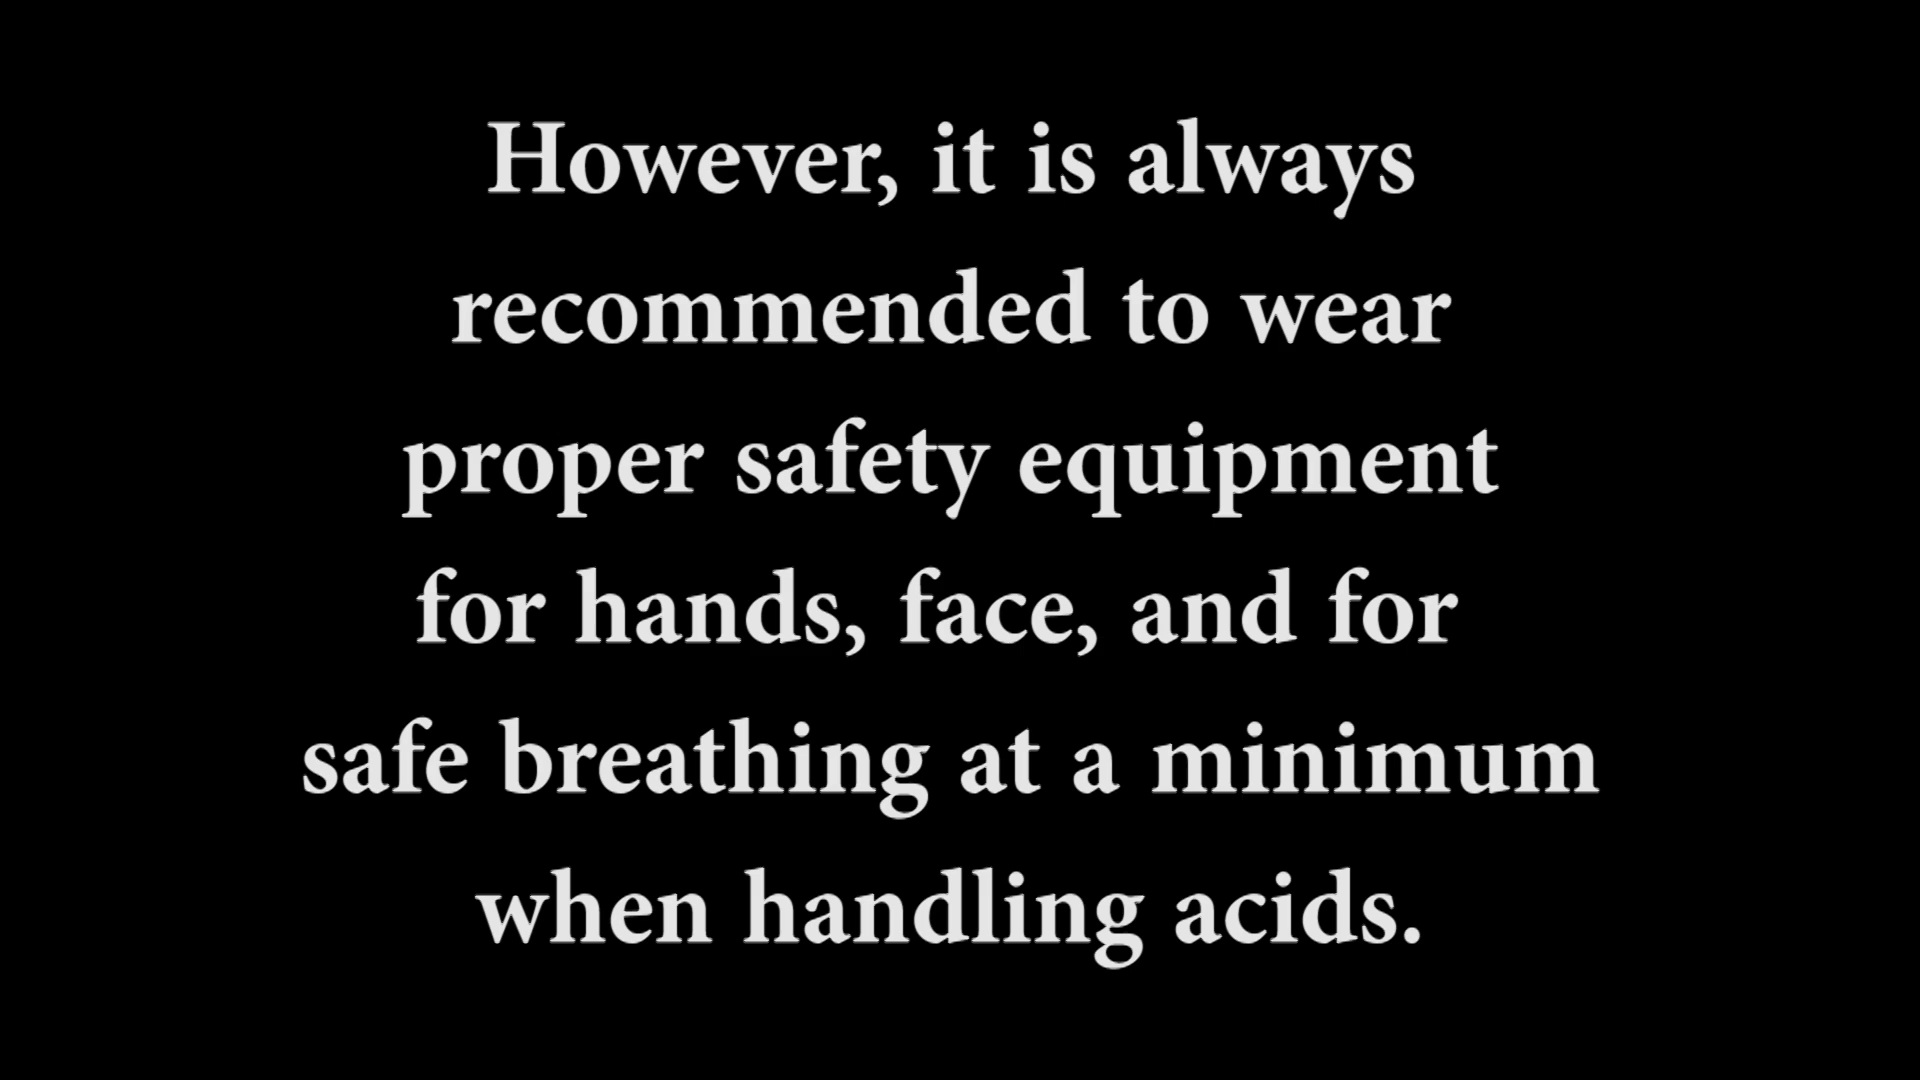 However, it is always
recommended to wear
proper safety equipment
for hands, face, and for
safe breathing at a minimum
when handling acids.